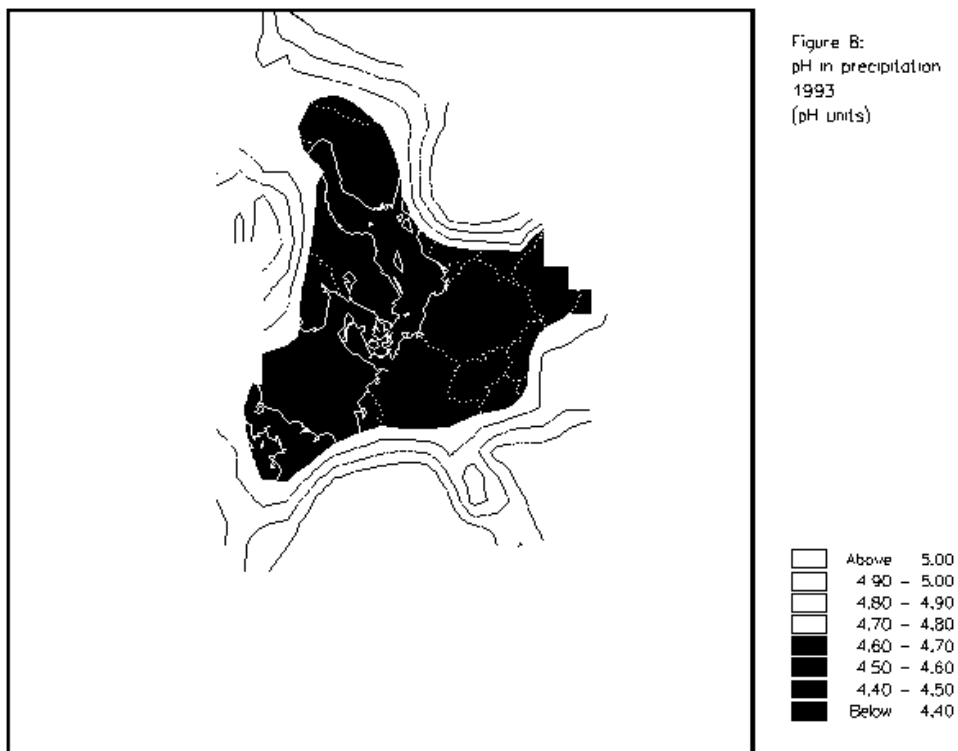 Figure B:
pH in precipitation
1993
(pH units)
Above 5.00
4.90 – 5.00
4.80 – 4.90
4.70 – 4.80
4.60 – 4.70
4.50 – 4.60
4.40 – 4.50
Below 4.40